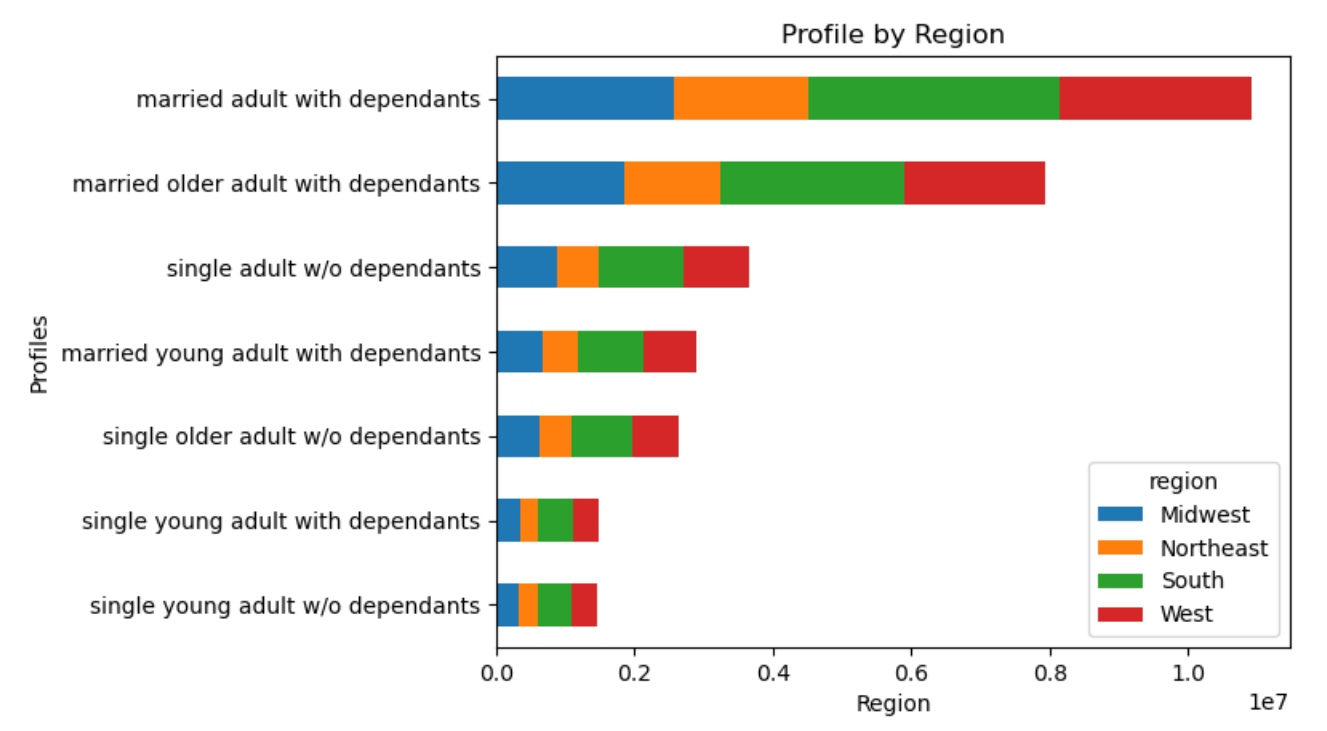 Profile by Region
married adult with dependants
married older adult with dependants
single adult w/o dependants
married young adult with dependants
single older adult w/o dependants
single young adult with dependants
single young adult w/o dependants
Profiles
region
Midwest
Northeast
South
West
0.0 0.2 0.4 0.6 0.8 1.0
1e7
Region